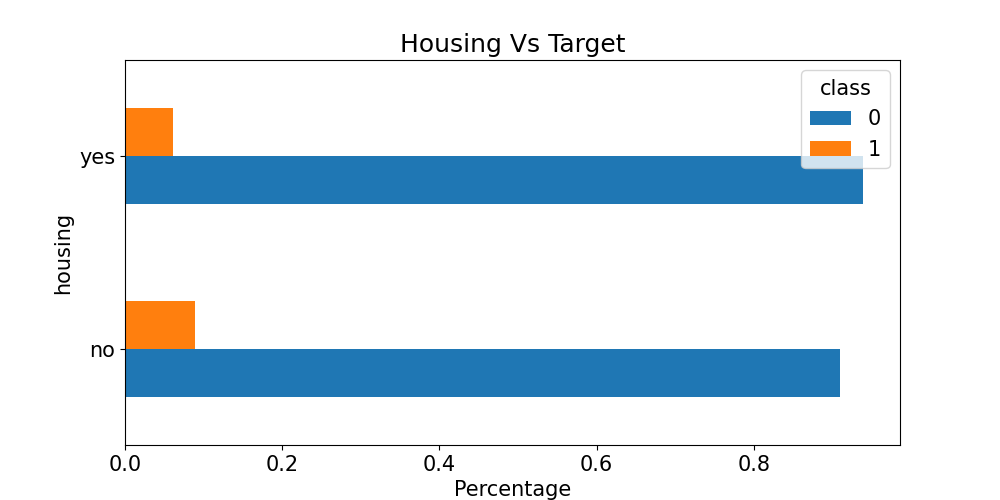 Housing Vs Target
class
0
1
yes
housing
no
0.0 0.2 0.4 0.6 0.8
Percentage